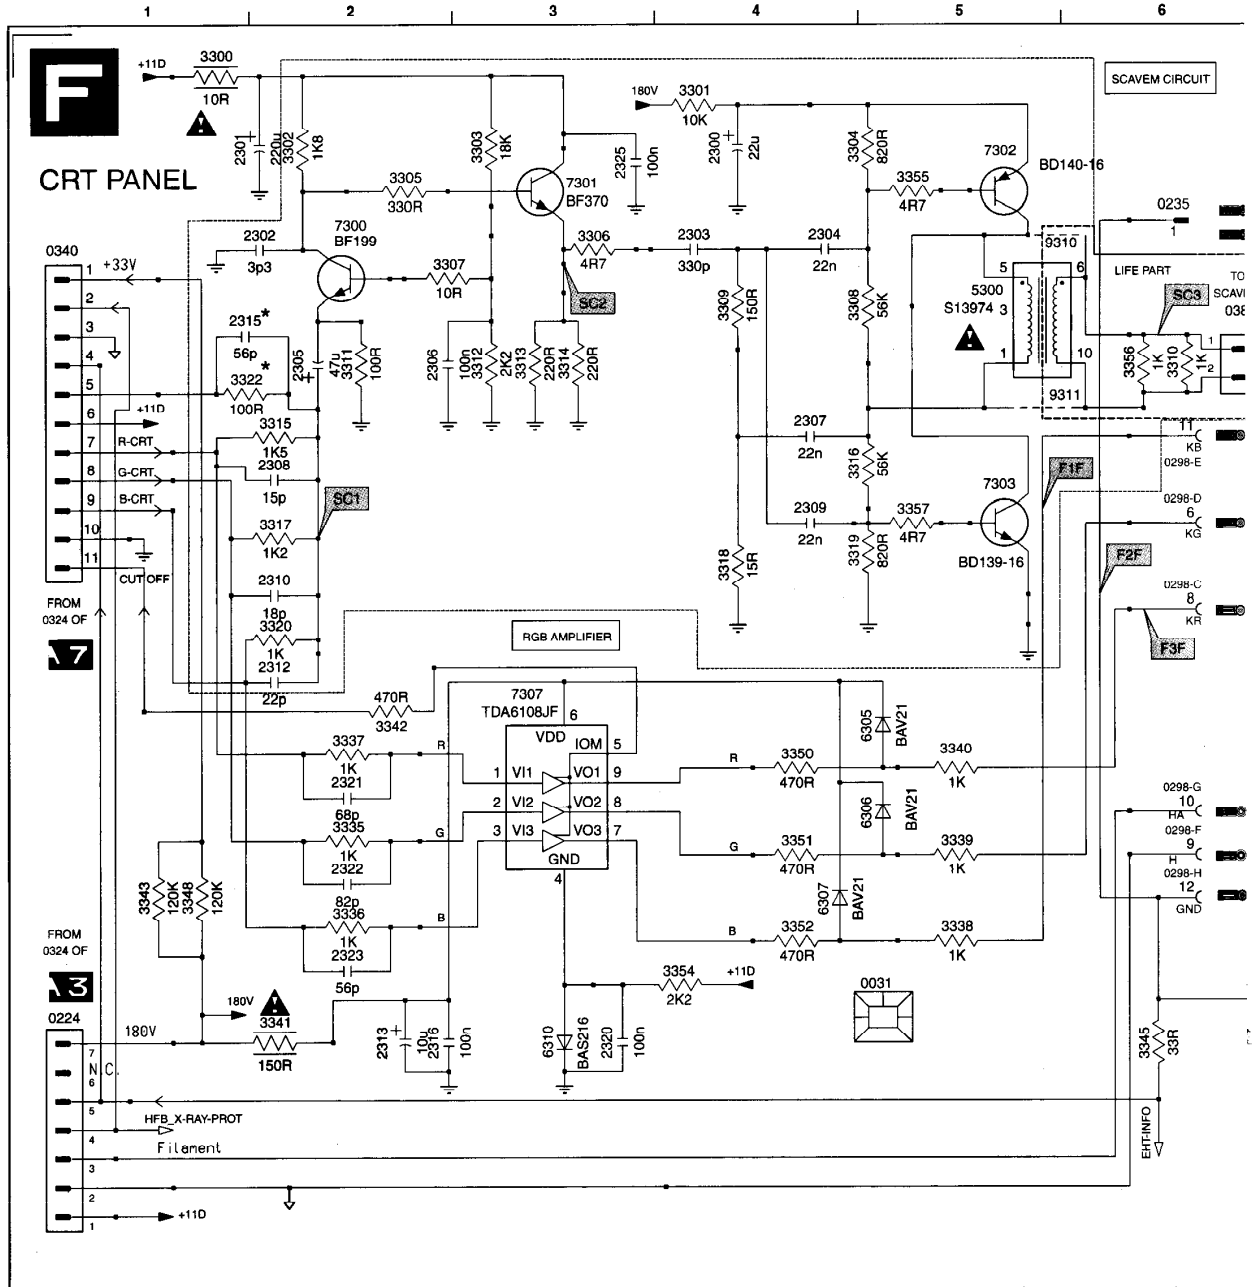 1 2 3 4 5 6
F
CRT PANEL
+11D
3300
10R
2301
+
220u
3302
1K8
3303
18K
3305
330R
7301
BF370
2325
100n
180V
3301
10K
2300
+
22u
3304
820R
3355
4R7
7302
BD140-16
SCAVEM CIRCUIT
0235
1
7300
BF199
2302
3p3
3307
10R
3306
4R7
SC2
2303
330p
2304
22n
3309
150R
3308
56K
5300
S13974
5
3
1
6
10
9310
9311
LIFE PART
SC3
TO
SCAVE
038
3356
1K
3310
1K
1
2
0340
1
2
3
4
5
6
7
8
9
10
11
+33V
+11D
R-CRT
G-CRT
B-CRT
CUT OFF
2315*
56p
3322
*
100R
2305
47u
+
3311
100R
2306
100n
3312
2K2
3313
220R
3314
220R
3315
1K5
2308
15p
SC1
3317
1K2
2310
18p
3320
1K
2312
22p
2307
22n
3316
56K
2309
22n
3357
4R7
7303
BD139-16
3318
15R
3319
820R
F1F
11
KB
0298-E
0298-D
6
KG
F2F
0298-C
8
KR
F3F
FROM
0324 OF
A7
RGB AMPLIFIER
470R
3342
7307
TDA6108JF
6
VDD
IOM
5
1
VI1
VO1
9
2
VI2
VO2
8
3
VI3
VO3
7
GND
4
R
3337
1K
2321
68p
G
3335
1K
2322
82p
B
3336
1K
2323
56p
R
3350
470R
6305
BAV21
3340
1K
6306
BAV21
G
3351
470R
3339
1K
6307
BAV21
B
3352
470R
3338
1K
0298-G
10
HA
0298-F
9
H
0298-H
12
GND
3343
120K
3348
120K
FROM
0324 OF
A3
0224
180V
180V
3341
150R
2313
+
10u
2316
100n
6310
BAS216
2320
100n
3354
2K2
+11D
0031
3345
33R
EHT-INFO
7
N.C.
6
5
HFB_X-RAY-PROT
4
Filament
3
2
1
+11D